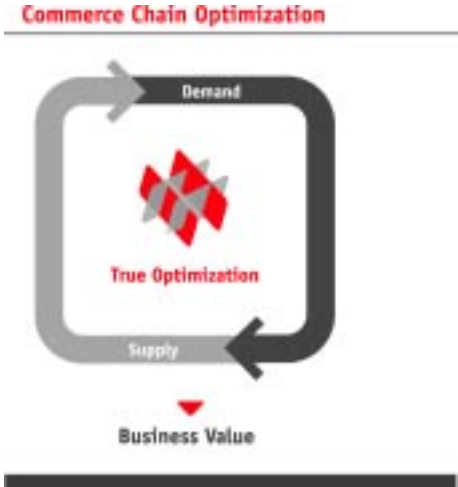 Commerce Chain Optimization
Demand
True Optimization
Supply
Business Value